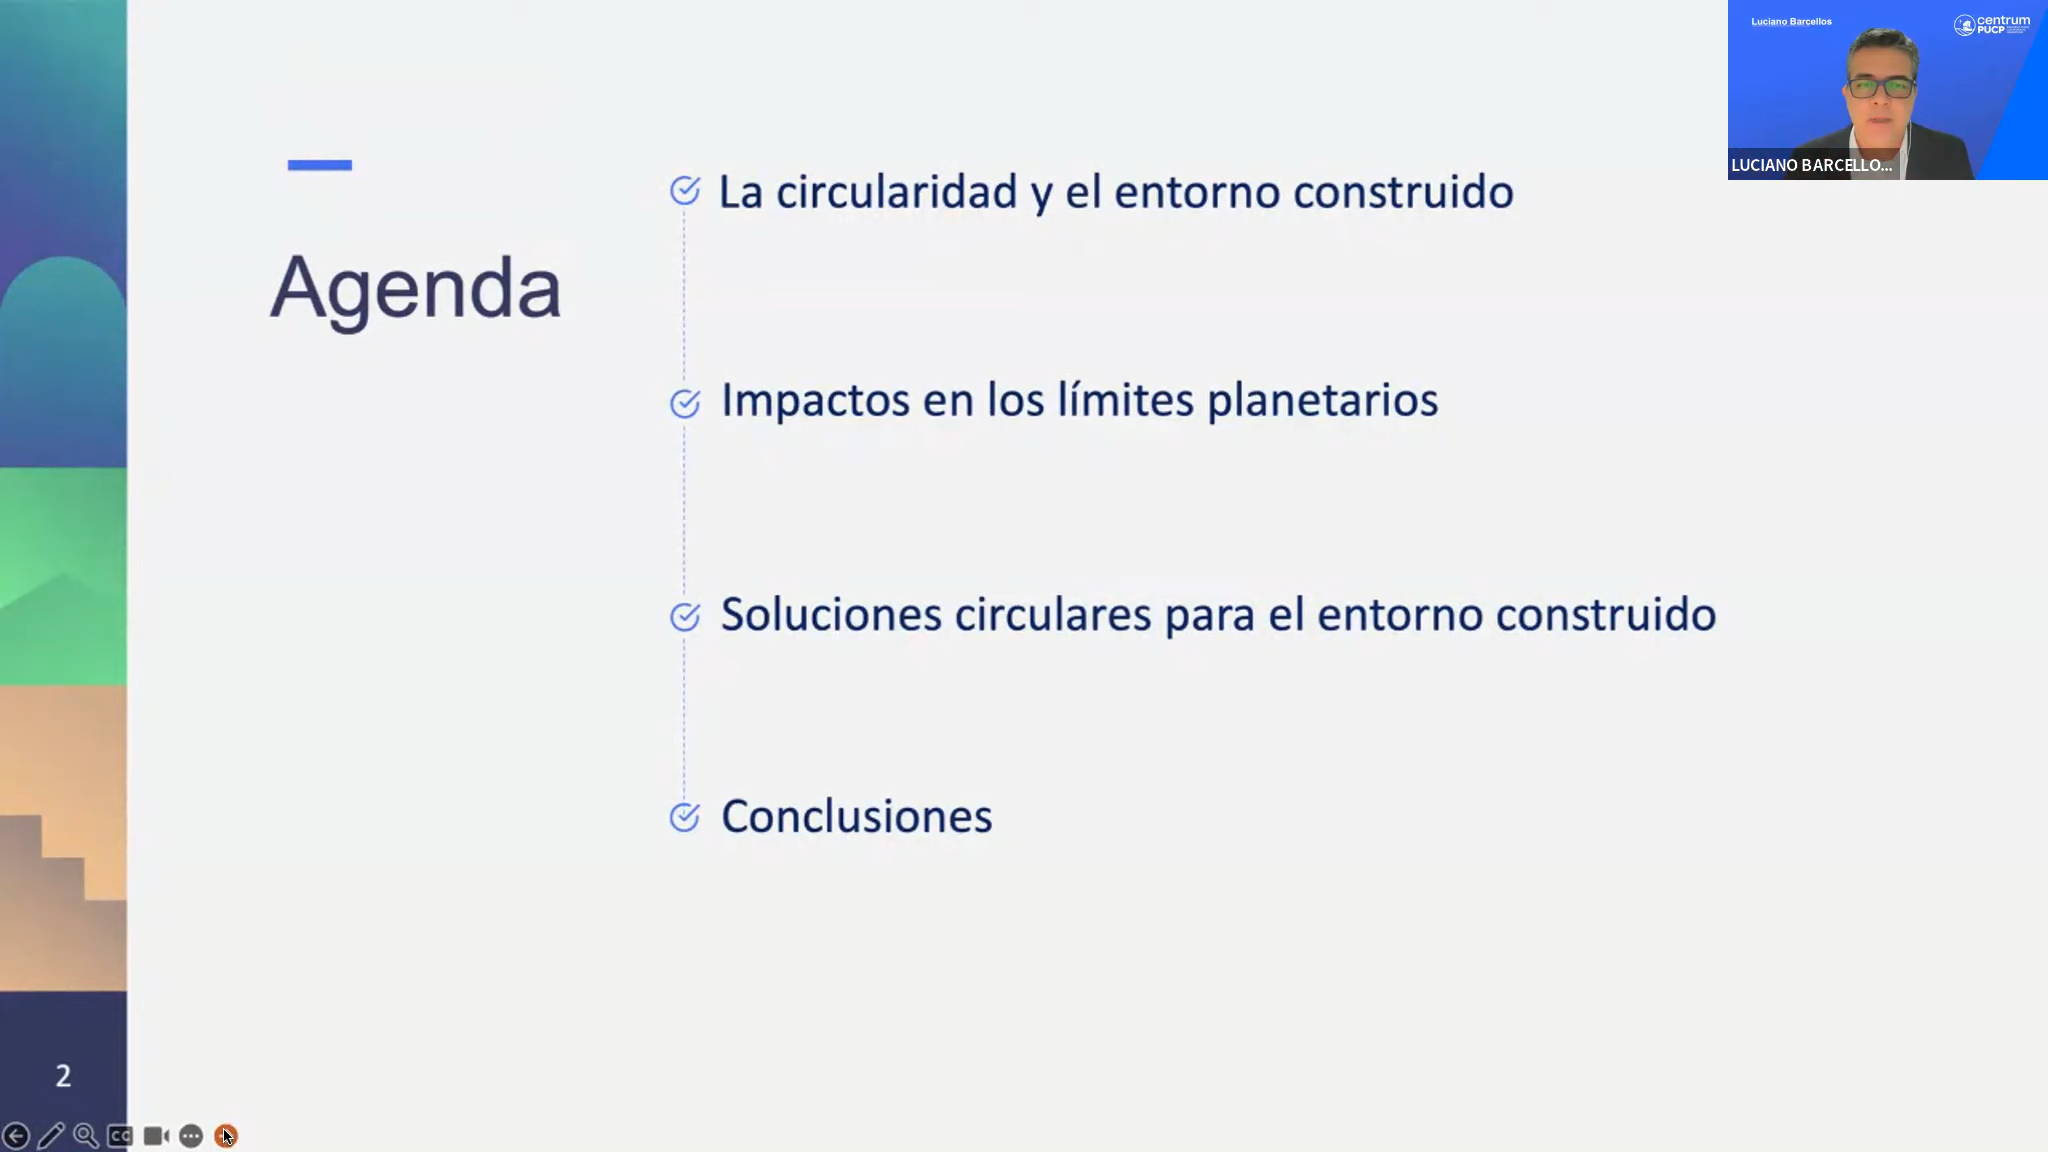 Luciano Barcellos
centrum
PUCP
LUCIANO BARCELLO...
Agenda
La circularidad y el entorno construido
Impactos en los límites planetarios
Soluciones circulares para el entorno construido
Conclusiones
2
CC